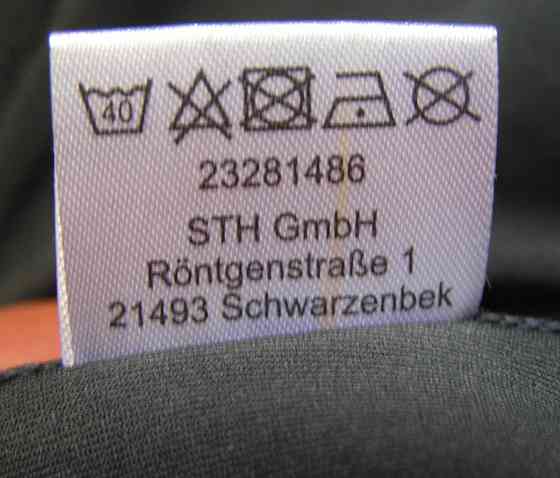 40
23281486
STH GmbH
Röntgenstraße 1
21493 Schwarzenbek